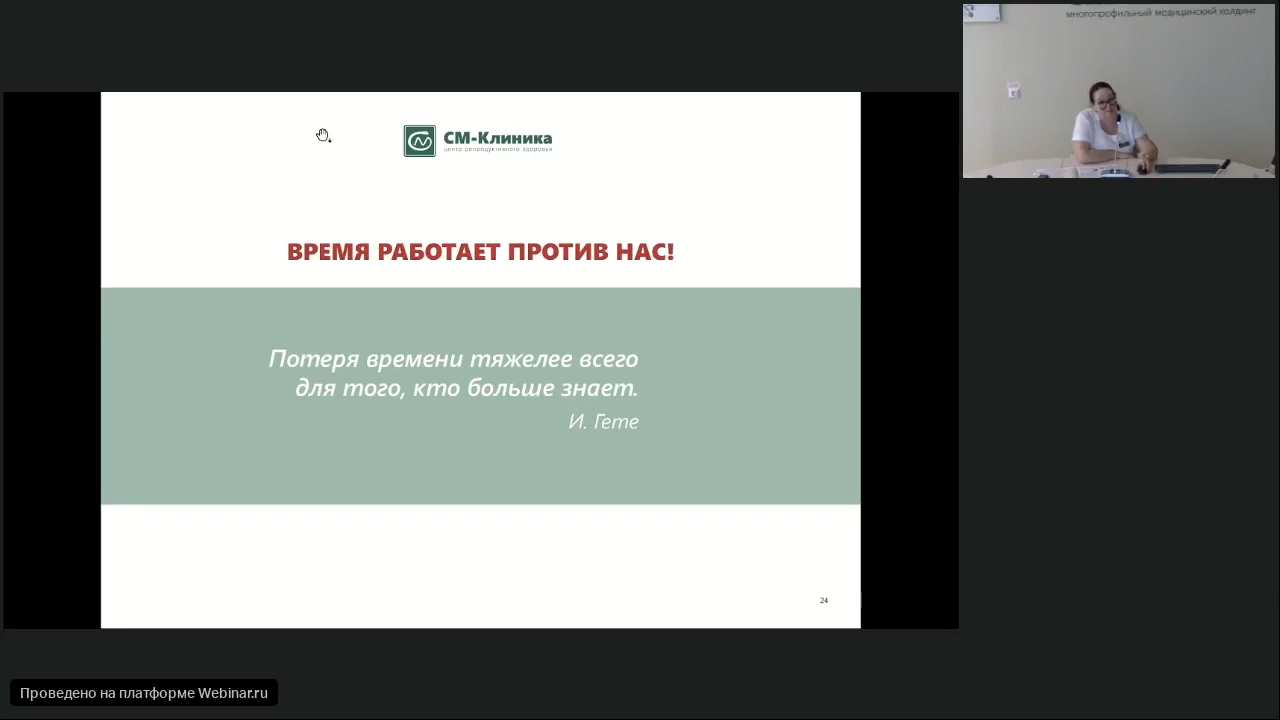 многопрофильный медицинский холдинг
СМ-Клиника
центр репродуктивного здоровья
ВРЕМЯ РАБОТАЕТ ПРОТИВ НАС!
Потеря времени тяжелее всего
для того, кто больше знает.
И. Гете
24
Проведено на платформе Webinar.ru